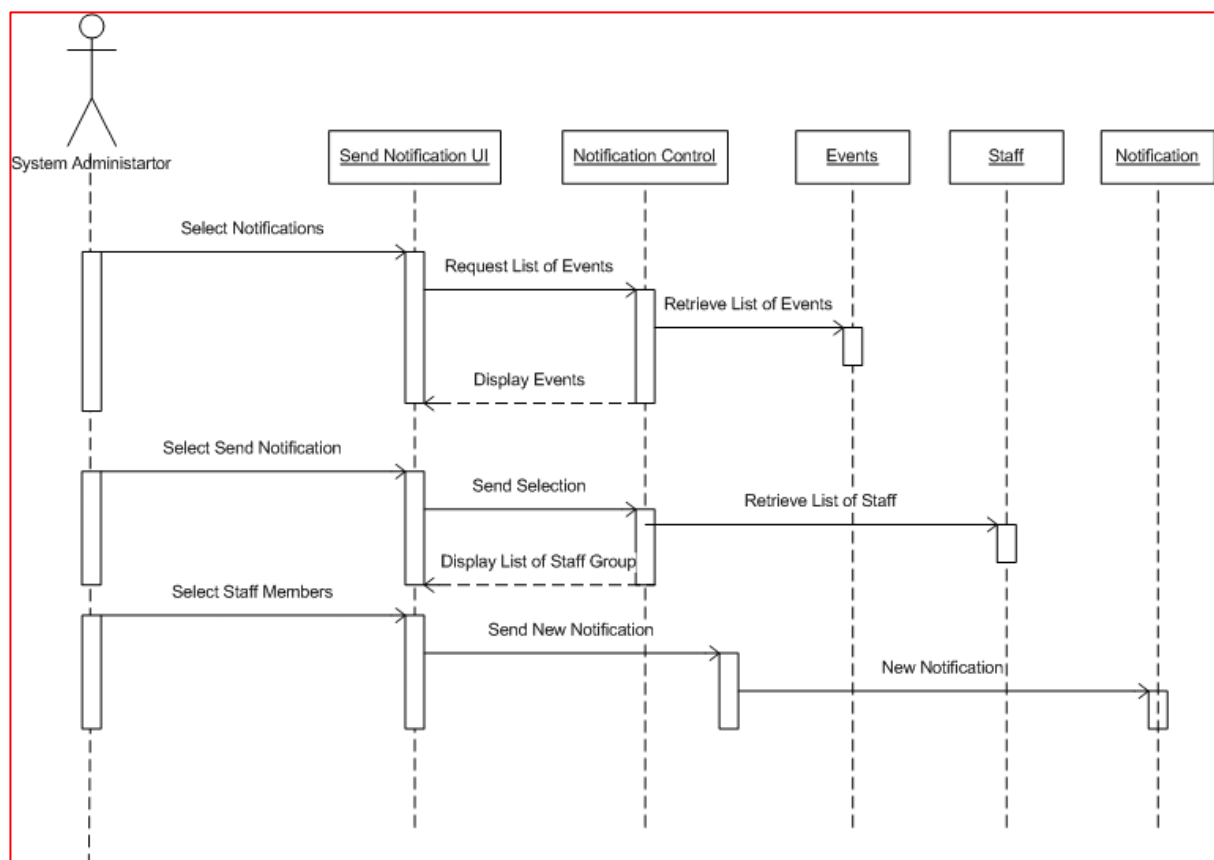 System Administartor
Send Notification UI
Notification Control
Events
Staff
Notification
Select Notifications
Request List of Events
Retrieve List of Events
Display Events
Select Send Notification
Send Selection
Retrieve List of Staff
Display List of Staff Group
Select Staff Members
Send New Notification
New Notification